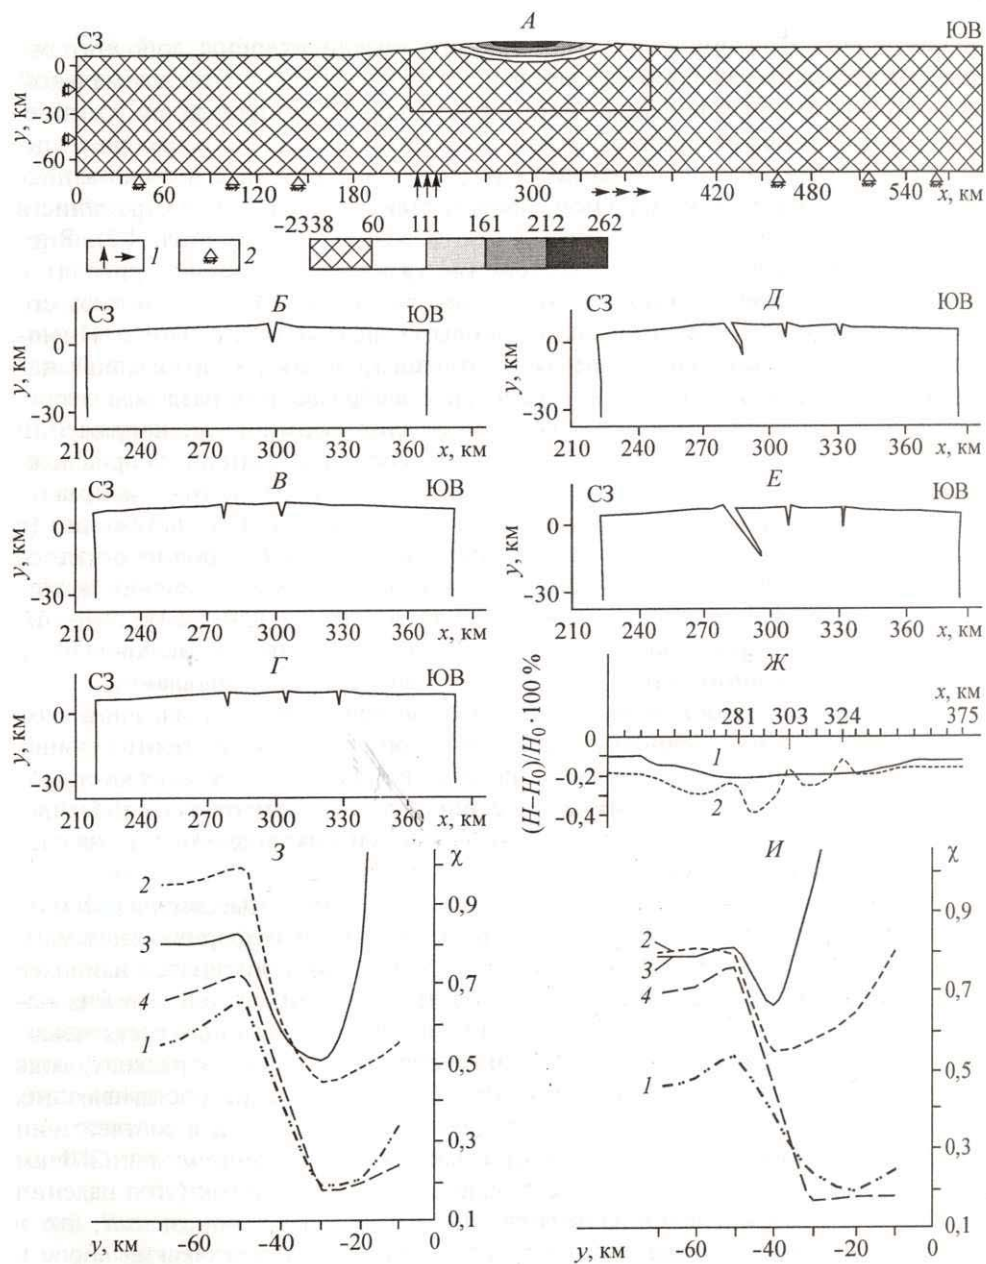 А
СЗ ЮВ
y, км
0
−30
−60
0 60 120 180 300 420 480 540 x, км
1 2
−2338 60 111 161 212 262
Б
СЗ ЮВ
y, км
0
−30
210 240 270 300 330 360 x, км
Д
СЗ ЮВ
y, км
0
−30
210 240 270 300 330 360 x, км
В
СЗ ЮВ
y, км
0
−30
210 240 270 300 330 360 x, км
Е
СЗ ЮВ
y, км
0
−30
210 240 270 300 330 360 x, км
Г
СЗ ЮВ
y, км
0
−30
210 240 270 300 330 360 x, км
Ж
x, км
281 303 324 375
(H−H₀)/H₀ ·100 %
0
−0,2
−0,4
1
2
З
χ
2
3
4
1
0,9
0,7
0,5
0,3
0,1
y, км −60 −40 −20 0
И
χ
2
3
4
1
0,9
0,7
0,5
0,3
0,1
y, км −60 −40 −20 0